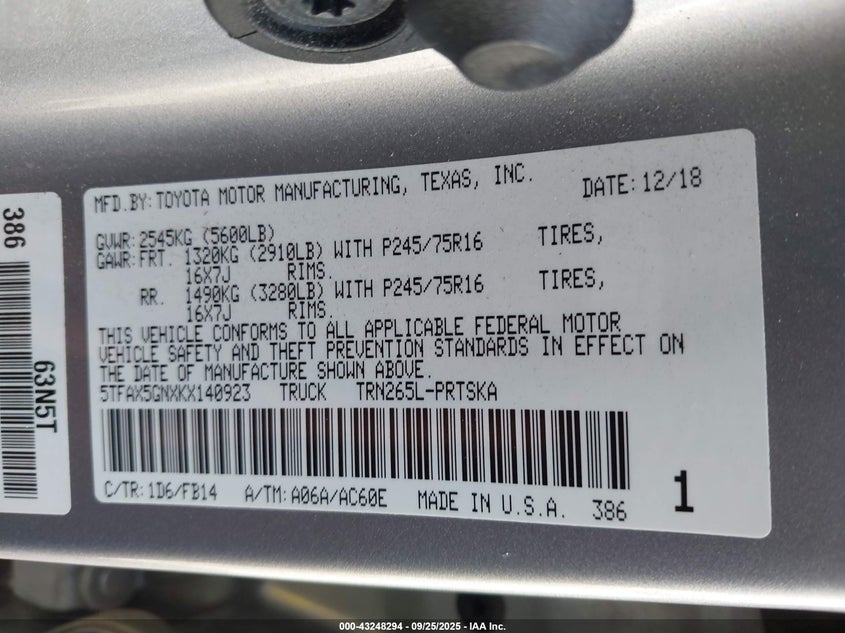 MFD.BY:TOYOTA MOTOR MANUFACTURING, TEXAS, INC. DATE:12/18
GVWR:2545KG (5600LB)
GAWR:FRT. 1320KG (2910LB) WITH P245/75R16 TIRES,
16X7J RIMS.
RR. 1490KG (3280LB) WITH P245/75R16 TIRES,
16X7J RIMS.
THIS VEHICLE CONFORMS TO ALL APPLICABLE FEDERAL MOTOR
VEHICLE SAFETY AND THEFT PREVENTION STANDARDS IN EFFECT ON
THE DATE OF MANUFACTURE SHOWN ABOVE.
5TFAX5GNXKX140923 TRUCK TRN265L-PRTSKA
C/TR:1D6/FB14 A/TM:A06A/AC60E MADE IN U.S.A. 386 1
386
63N5T
000-43248294 - 09/25/2025 - IAA Inc.